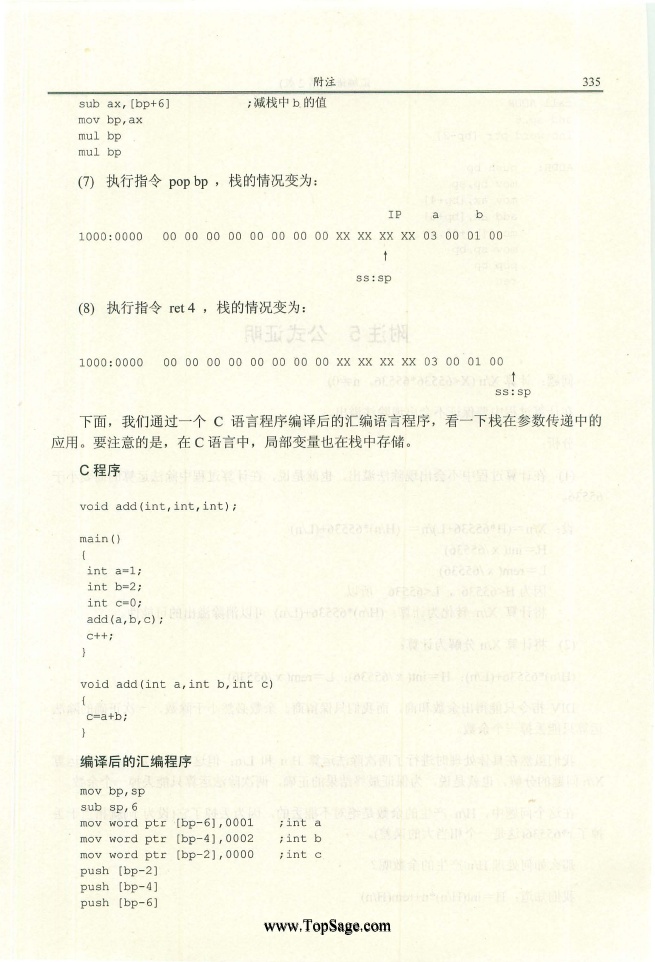 附注 335
sub ax,[bp+6] ;减栈中 b 的值
mov bp,ax
mul bp
mul bp
(7) 执行指令 pop bp ，栈的情况变为：
IP a b
1000:0000 00 00 00 00 00 00 00 00 XX XX XX XX 03 00 01 00
↑
ss:sp
(8) 执行指令 ret 4 ，栈的情况变为：
1000:0000 00 00 00 00 00 00 00 00 XX XX XX XX 03 00 01 00
↑
ss:sp
下面，我们通过一个 C 语言程序编译后的汇编语言程序，看一下栈在参数传递中的
应用。要注意的是，在 C 语言中，局部变量也在栈中存储。
C 程序
void add(int,int,int);
main()
{
int a=1;
int b=2;
int c=0;
add(a,b,c);
c++;
}
void add(int a,int b,int c)
{
c=a+b;
}
编译后的汇编程序
mov bp,sp
sub sp,6
mov word ptr [bp-6],0001 ;int a
mov word ptr [bp-4],0002 ;int b
mov word ptr [bp-2],0000 ;int c
push [bp-2]
push [bp-4]
push [bp-6]
www.TopSage.com